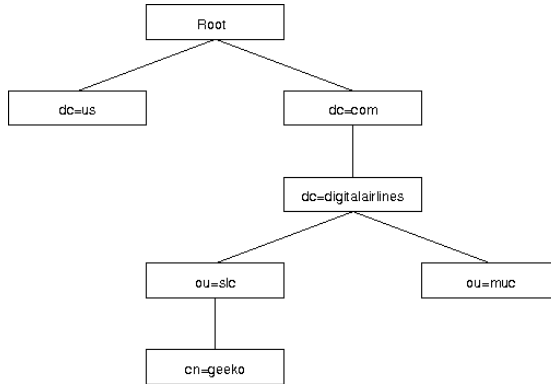 Root
dc=us
dc=com
dc=digitalairlines
ou=slc
ou=muc
cn=geeko